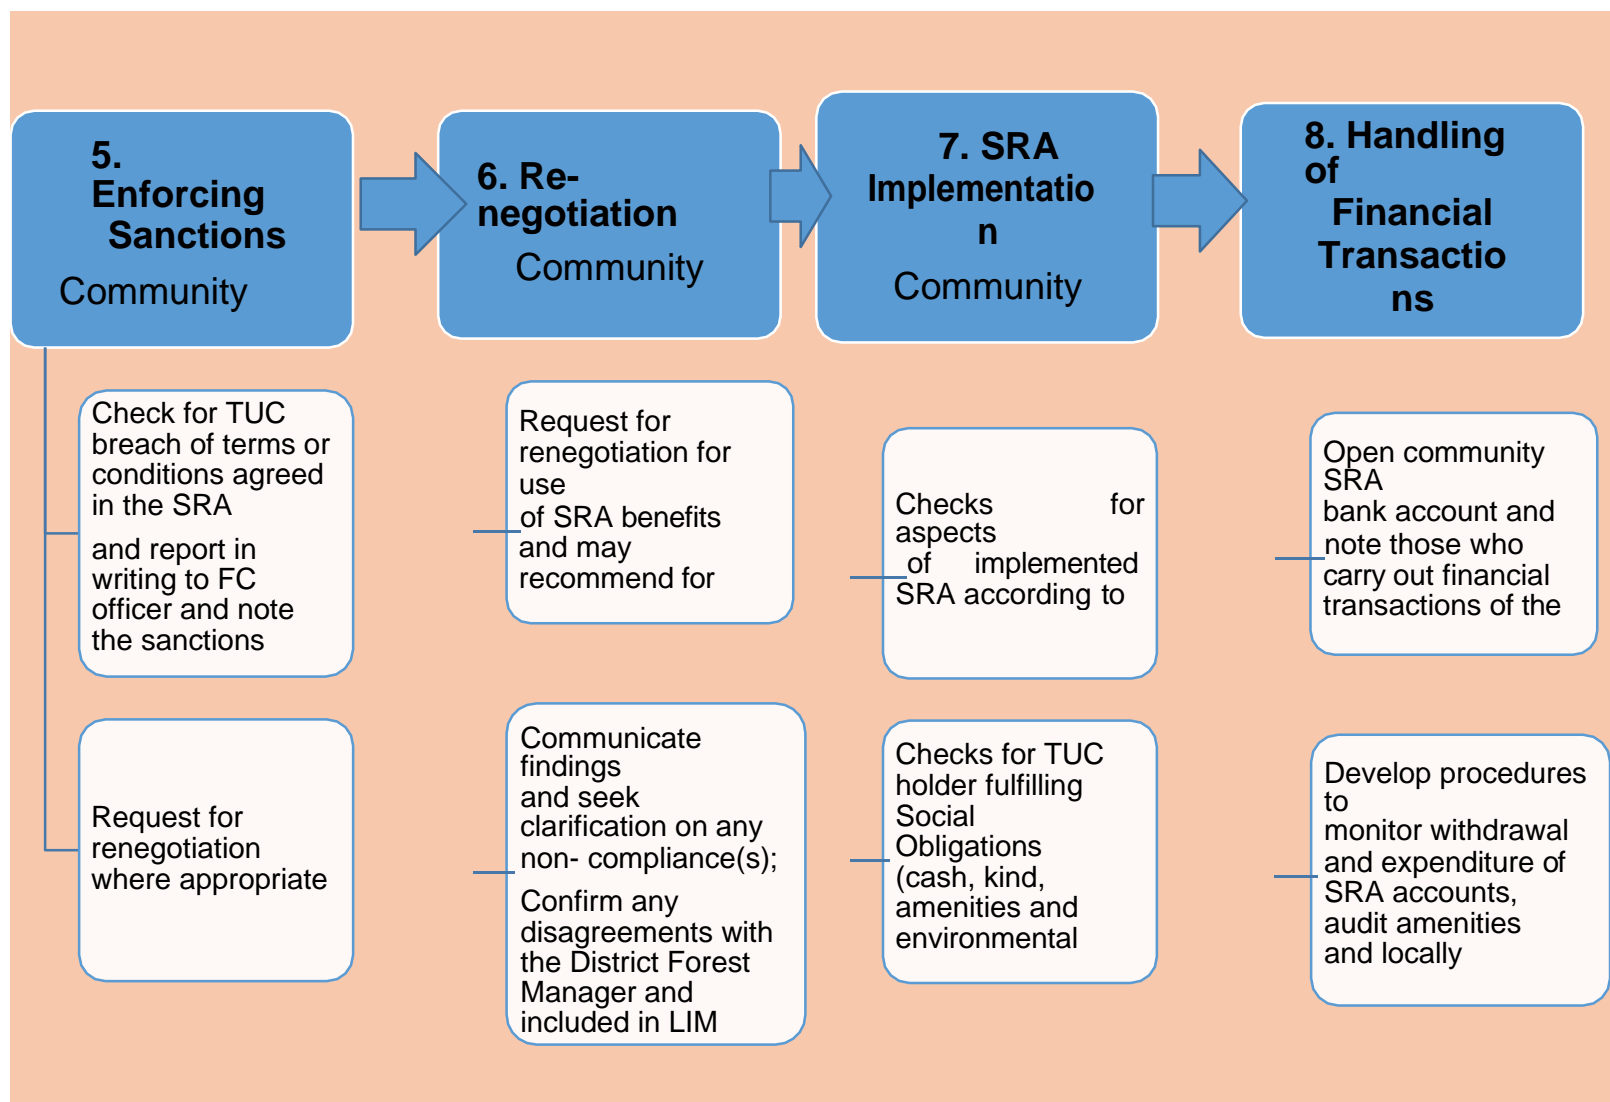 5.
Enforcing
Sanctions
Community
6. Re-
negotiation
Community
7. SRA
Implementatio
n
Community
8. Handling
of
Financial
Transactio
ns
Check for TUC
breach of terms or
conditions agreed
in the SRA
and report in
writing to FC
officer and note
the sanctions
Request for
renegotiation
where appropriate
Request for
renegotiation for
use
of SRA benefits
and may
recommend for
Communicate
findings
and seek
clarification on any
non- compliance(s);
Confirm any
disagreements with
the District Forest
Manager and
included in LIM
Checks for
aspects
of implemented
SRA according to
Checks for TUC
holder fulfilling
Social
Obligations
(cash, kind,
amenities and
environmental
Open community
SRA
bank account and
note those who
carry out financial
transactions of the
Develop procedures
to
monitor withdrawal
and expenditure of
SRA accounts,
audit amenities
and locally